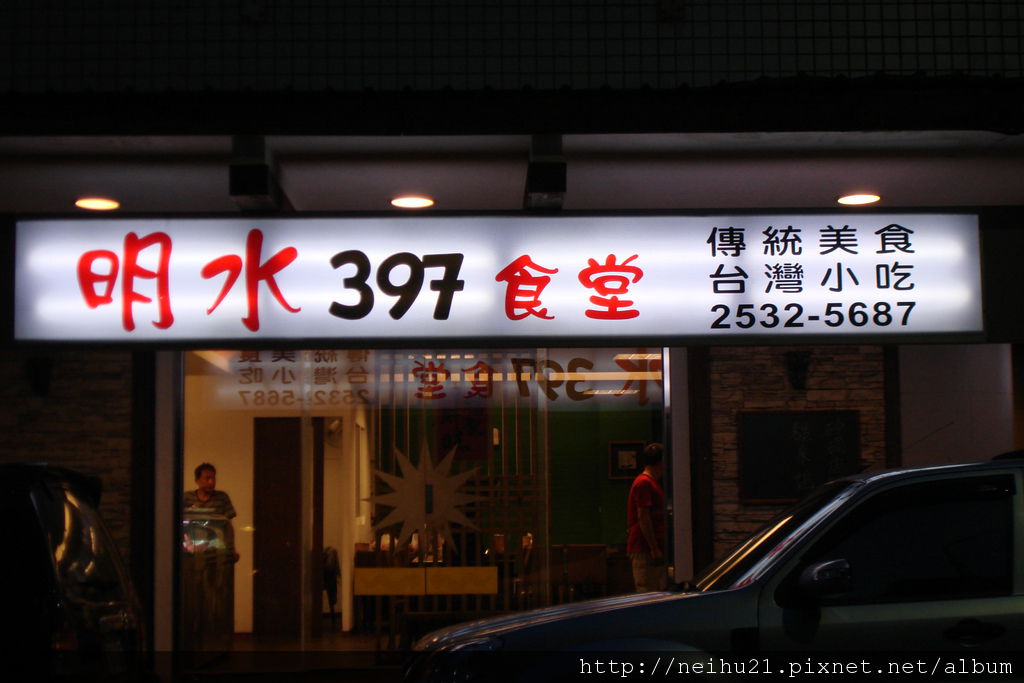 明水 397 食堂
傳統美食
台灣小吃
2532-5687
http://neihu21.pixnet.net/album